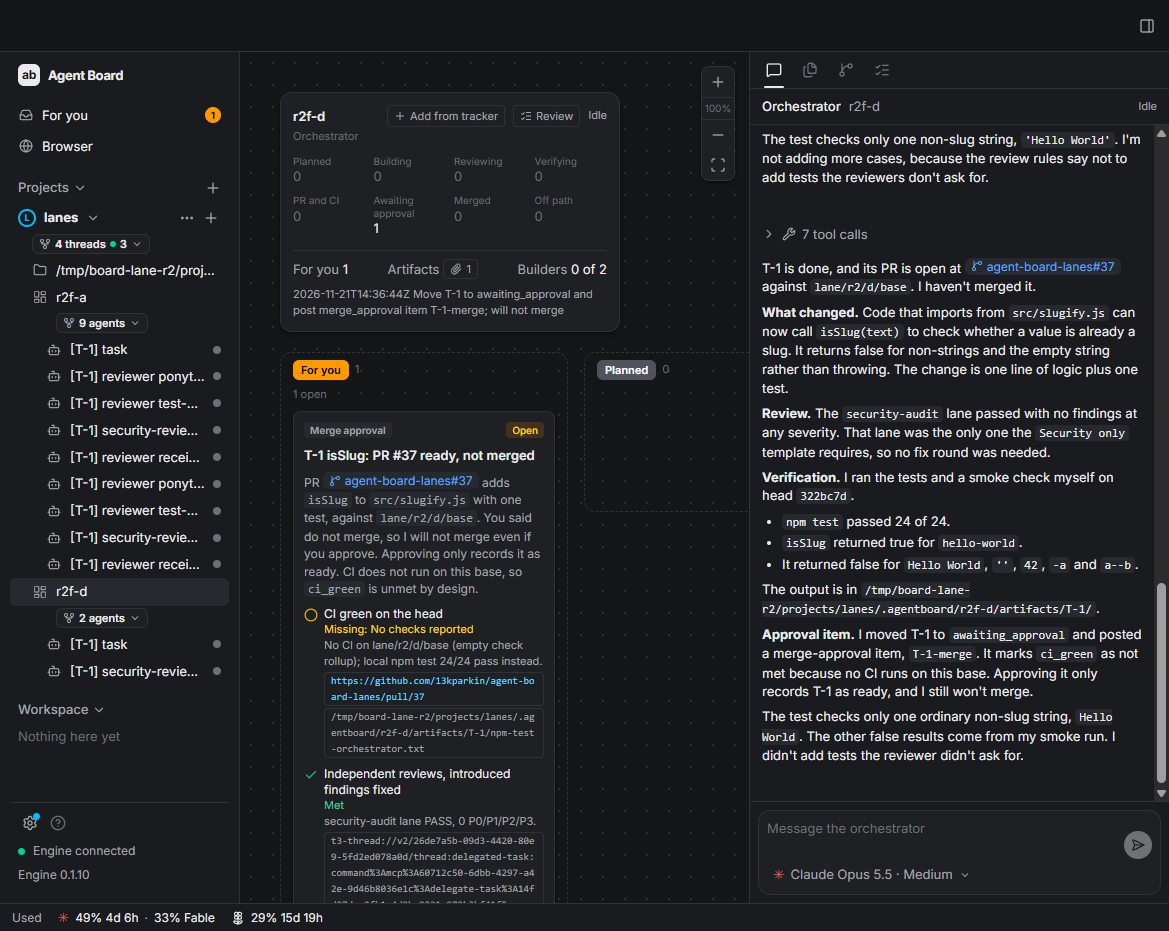 ab Agent Board
For you 1
Browser
Projects
L lanes
4 threads 3
/tmp/board-lane-r2/proj...
r2f-a
9 agents
[T-1] task
[T-1] reviewer ponyt...
[T-1] reviewer test-...
[T-1] security-revie...
[T-1] reviewer recei...
[T-1] reviewer ponyt...
[T-1] reviewer test-...
[T-1] security-revie...
[T-1] reviewer recei...
r2f-d
2 agents
[T-1] task
[T-1] security-revie...
Workspace
Nothing here yet
Engine connected
Engine 0.1.10
Used 49% 4d 6h · 33% Fable 29% 15d 19h
r2f-d + Add from tracker Review Idle
Orchestrator
Planned Building Reviewing Verifying
0 0 0 0
PR and CI Awaiting approval Merged Off path
0 1 0 0
For you 1 Artifacts 1 Builders 0 of 2
2026-11-21T14:36:44Z Move T-1 to awaiting_approval and
post merge_approval item T-1-merge; will not merge
100%
For you 1
1 open
Planned 0
Merge approval Open
T-1 isSlug: PR #37 ready, not merged
PR agent-board-lanes#37 adds
isSlug to src/slugify.js with one
test, against lane/r2/d/base. You said
do not merge, so I will not merge even if
you approve. Approving only records it as
ready. CI does not run on this base, so
ci_green is unmet by design.
CI green on the head
Missing: No checks reported
No CI on lane/r2/d/base (empty check
rollup); local npm test 24/24 pass instead.
https://github.com/13kparkin/agent-bo
ard-lanes/pull/37
/tmp/board-lane-r2/projects/lanes/.ag
entboard/r2f-d/artifacts/T-1/npm-test
-orchestrator.txt
Independent reviews, introduced
findings fixed
Met
security-audit lane PASS, 0 P0/P1/P2/P3.
t3-thread://v2/26de7a5b-09d3-4420-80e
9-5fd2ed078a0d/thread:delegated-task:
command%3Amcp%3A60712c50-6dbb-4297-a4
2e-9d46b8036e1c%3Adelegate-task%3A14f
Orchestrator r2f-d Idle
The test checks only one non-slug string, 'Hello World'. I'm
not adding more cases, because the review rules say not to
add tests the reviewers don't ask for.
7 tool calls
T-1 is done, and its PR is open at agent-board-lanes#37
against lane/r2/d/base. I haven't merged it.
What changed. Code that imports from src/slugify.js can
now call isSlug(text) to check whether a value is already a
slug. It returns false for non-strings and the empty string
rather than throwing. The change is one line of logic plus one
test.
Review. The security-audit lane passed with no findings at
any severity. That lane was the only one the Security only
template requires, so no fix round was needed.
Verification. I ran the tests and a smoke check myself on
head 322bc7d.
• npm test passed 24 of 24.
• isSlug returned true for hello-world.
• It returned false for Hello World, '', 42, -a and a--b.
The output is in /tmp/board-lane-
r2/projects/lanes/.agentboard/r2f-d/artifacts/T-1/.
Approval item. I moved T-1 to awaiting_approval and posted
a merge-approval item, T-1-merge. It marks ci_green as not
met because no CI runs on this base. Approving it only
records T-1 as ready, and I still won't merge.
The test checks only one ordinary non-slug string, Hello
World. The other false results come from my smoke run. I
didn't add tests the reviewer didn't ask for.
Message the orchestrator
Claude Opus 5.5 · Medium